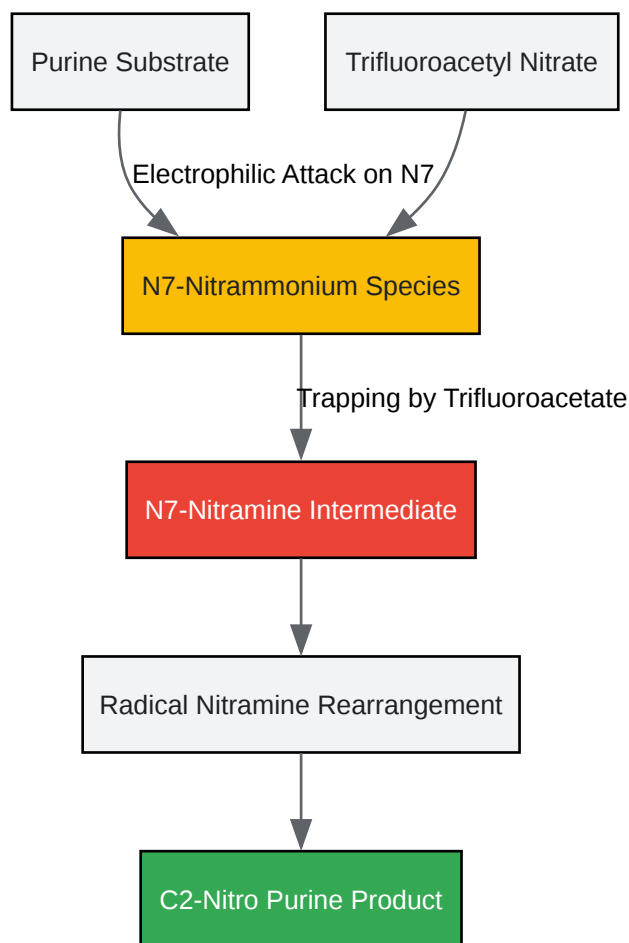 Purine Substrate
Trifluoroacetyl Nitrate
Electrophilic Attack on N7
N7-Nitrammonium Species
Trapping by Trifluoroacetate
N7-Nitramine Intermediate
Radical Nitramine Rearrangement
C2-Nitro Purine Product